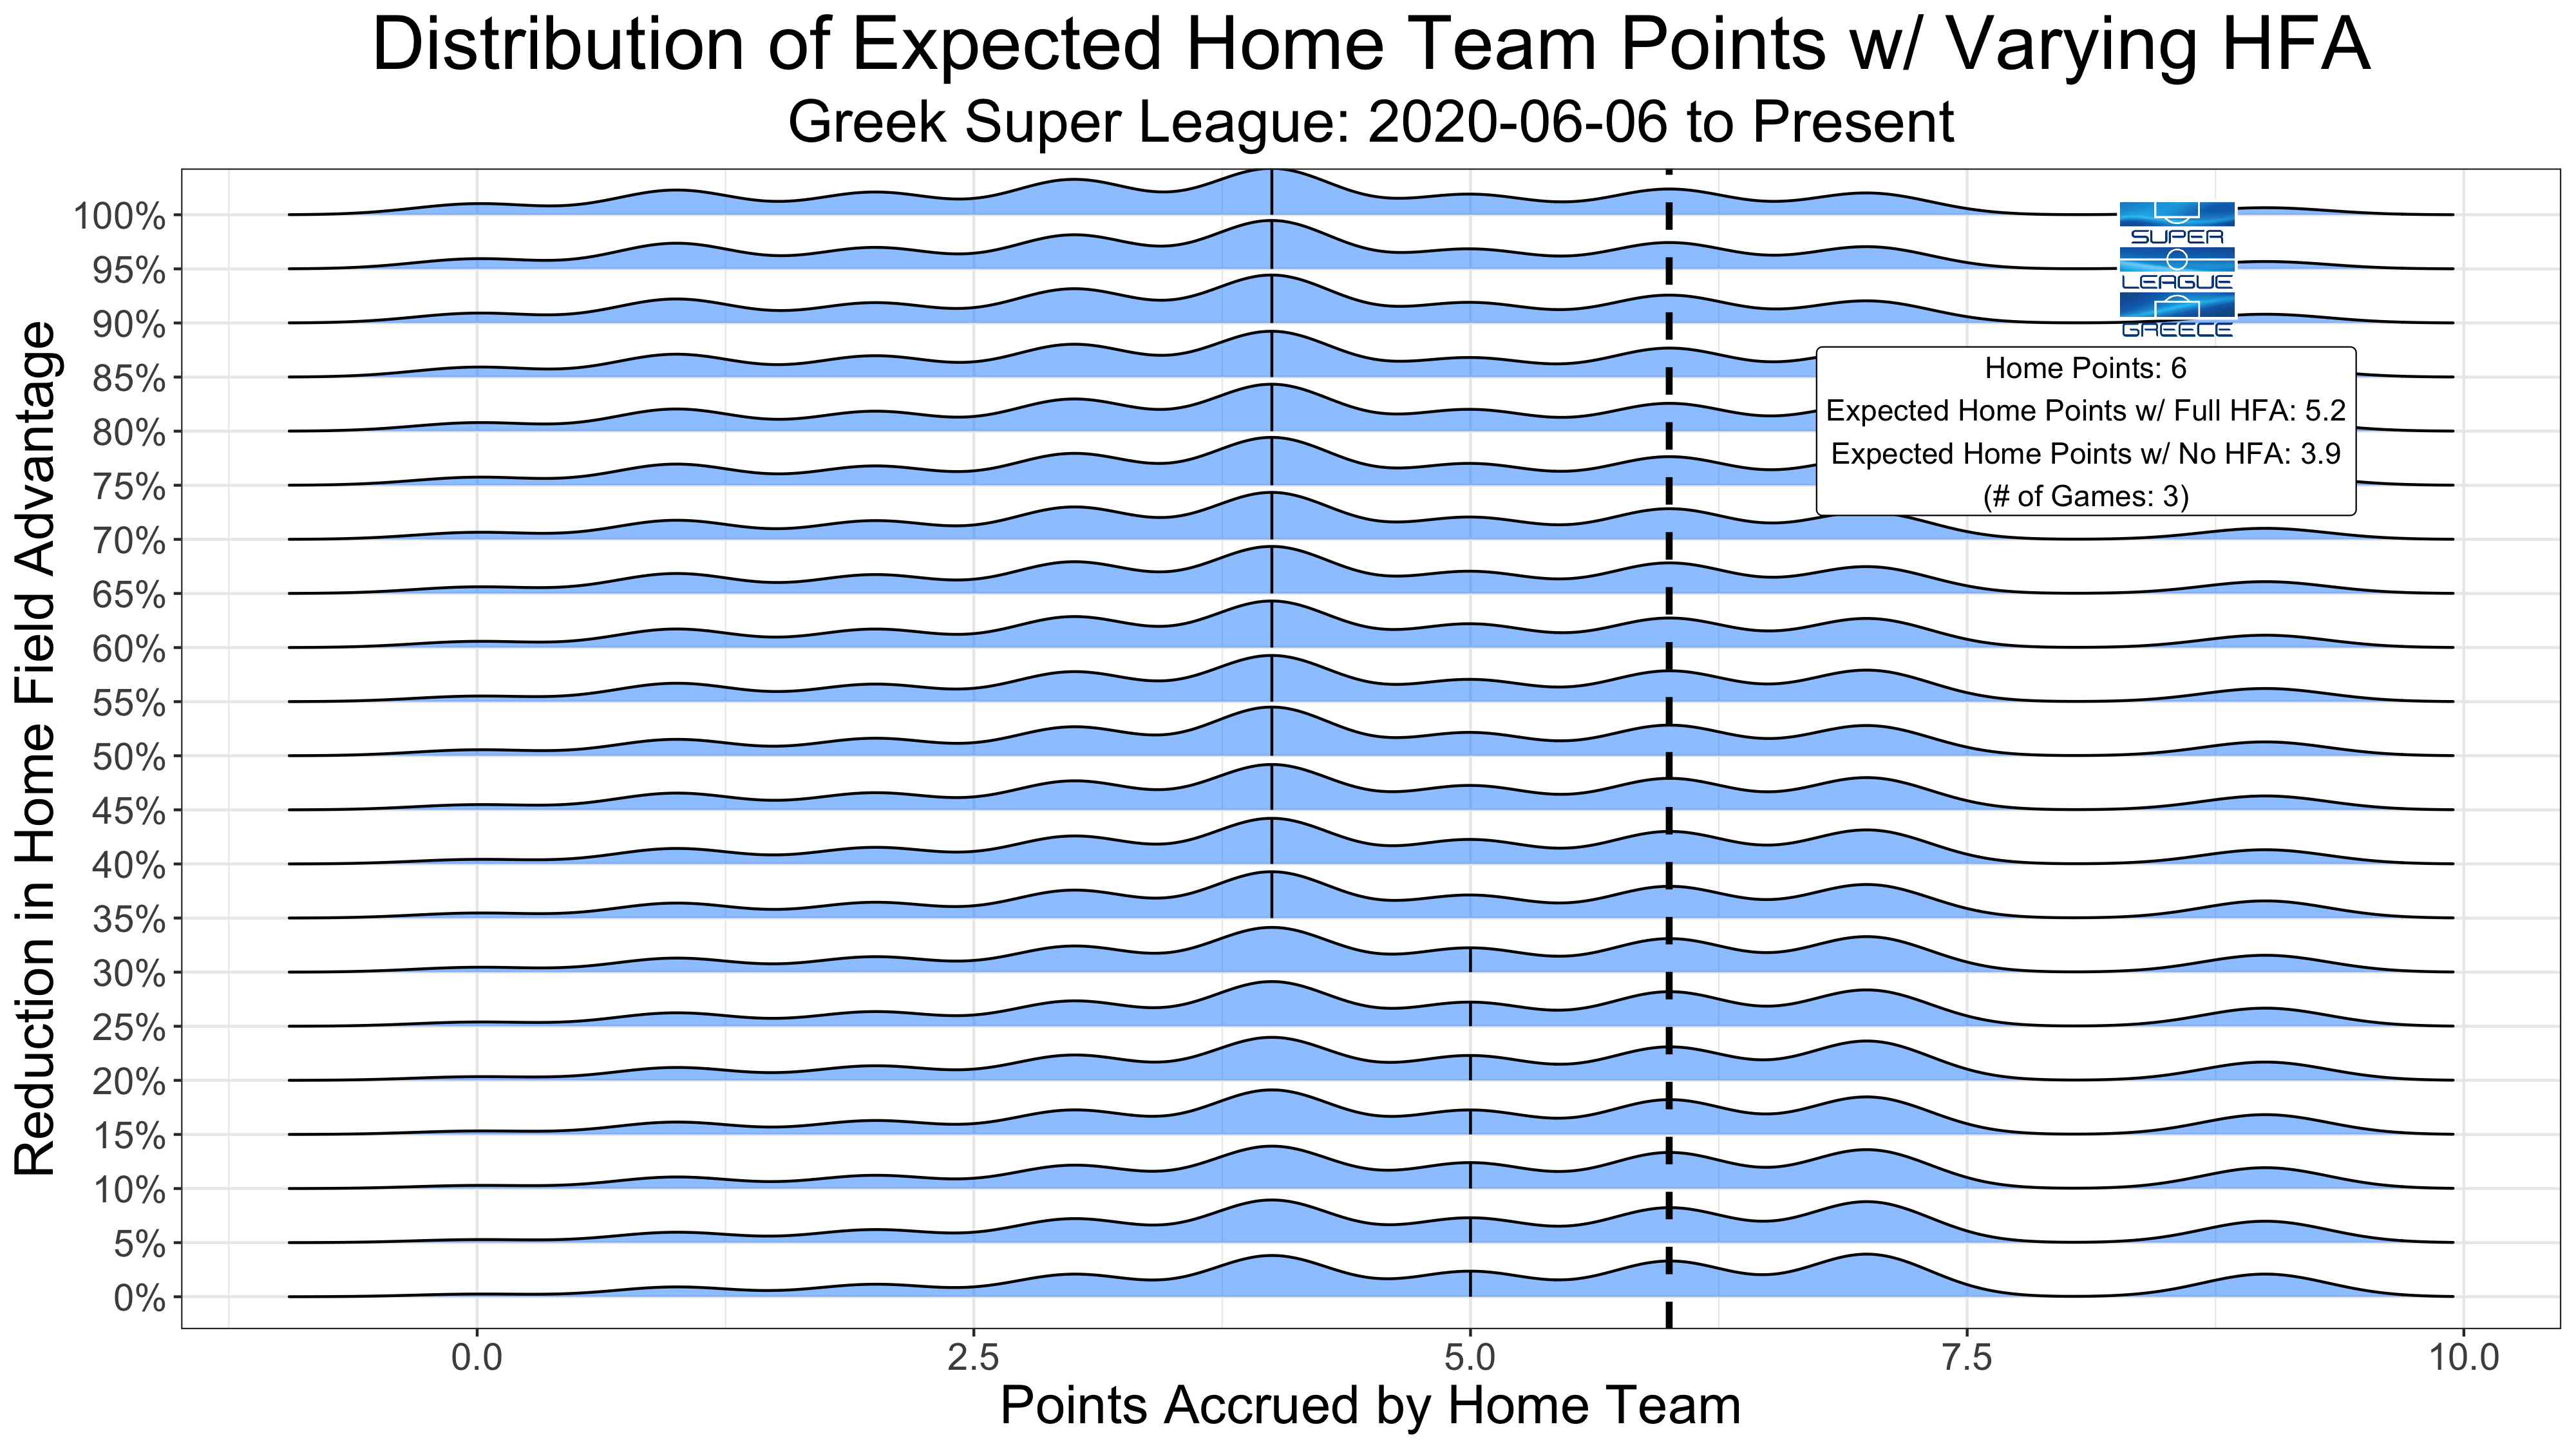 Distribution of Expected Home Team Points w/ Varying HFA
Greek Super League: 2020-06-06 to Present
Reduction in Home Field Advantage
100%
95%
90%
85%
80%
75%
70%
65%
60%
55%
50%
45%
40%
35%
30%
25%
20%
15%
10%
5%
0%
SUPER
LEAGUE
GREECE
Home Points: 6
Expected Home Points w/ Full HFA: 5.2
Expected Home Points w/ No HFA: 3.9
(# of Games: 3)
0.0 2.5 5.0 7.5 10.0
Points Accrued by Home Team